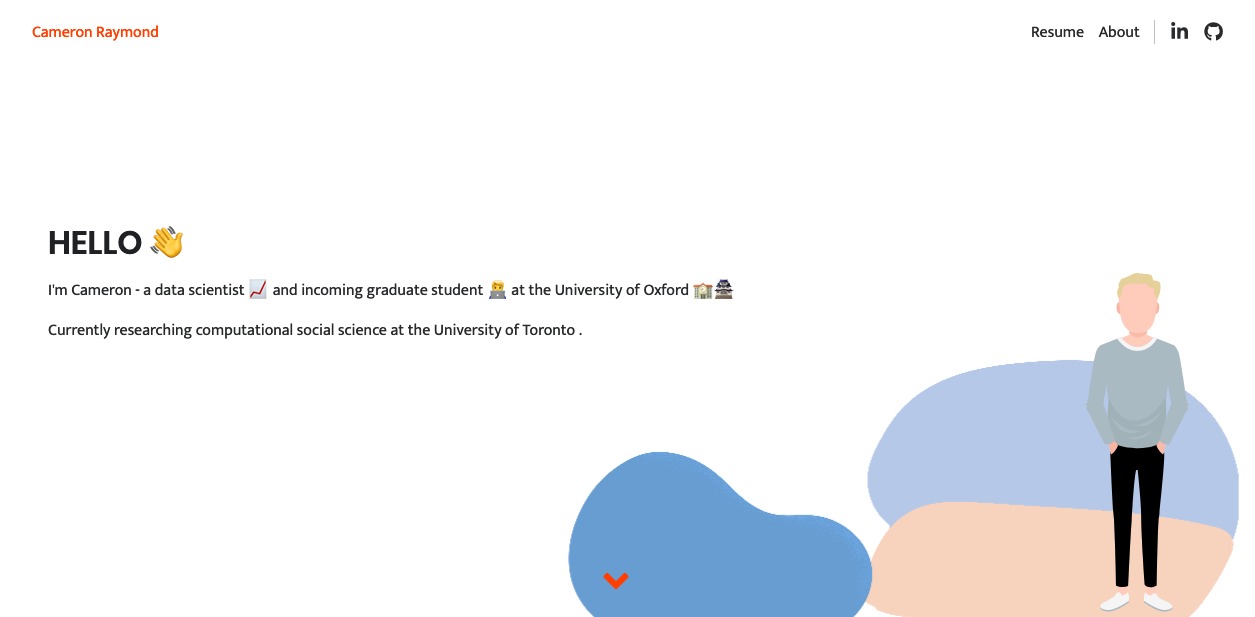 Cameron Raymond
Resume About
HELLO 👋
I'm Cameron - a data scientist 📈 and incoming graduate student 👨‍💻 at the University of Oxford 🏫🏯
Currently researching computational social science at the University of Toronto .